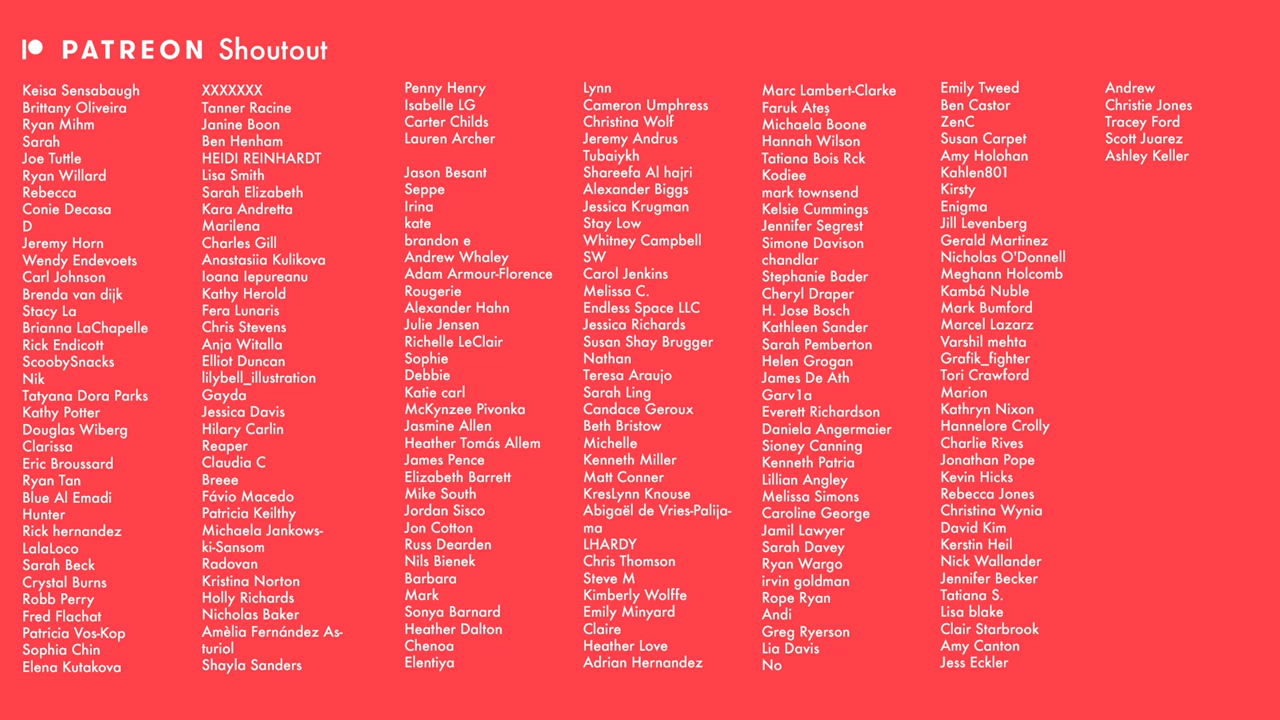 PATREON Shoutout
Keisa Sensabaugh
Brittany Oliveira
Ryan Mihm
Sarah
Joe Tuttle
Ryan Willard
Rebecca
Conie Decasa
D
Jeremy Horn
Wendy Endevoets
Carl Johnson
Brenda van dijk
Stacy La
Brianna LaChapelle
Rick Endicott
ScoobySnacks
Nik
Tatyana Dora Parks
Kathy Potter
Douglas Wiberg
Clarissa
Eric Broussard
Ryan Tan
Blue Al Emadi
Hunter
Rick hernandez
LalaLoco
Sarah Beck
Crystal Burns
Robb Perry
Fred Flachat
Patricia Vos-Kop
Sophia Chin
Elena Kutakova
XXXXXXX
Tanner Racine
Janine Boon
Ben Henham
HEIDI REINHARDT
Lisa Smith
Sarah Elizabeth
Kara Andretta
Marilena
Charles Gill
Anastasiia Kulikova
Ioana Iepureanu
Kathy Herold
Fera Lunaris
Chris Stevens
Anja Witalla
Elliot Duncan
lilybell_illustration
Gayda
Jessica Davis
Hilary Carlin
Reaper
Claudia C
Breee
Fávio Macedo
Patricia Keilthy
Michaela Jankows-
ki-Sansom
Radovan
Kristina Norton
Holly Richards
Nicholas Baker
Amèlia Fernández As-
turiol
Shayla Sanders
Penny Henry
Isabelle LG
Carter Childs
Lauren Archer
Jason Besant
Seppe
Irina
kate
brandon e
Andrew Whaley
Adam Armour-Florence
Rougerie
Alexander Hahn
Julie Jensen
Richelle LeClair
Sophie
Debbie
Katie carl
McKynzee Pivonka
Jasmine Allen
Heather Tomás Allem
James Pence
Elizabeth Barrett
Mike South
Jordan Sisco
Jon Cotton
Russ Dearden
Nils Bienek
Barbara
Mark
Sonya Barnard
Heather Dalton
Chenoa
Elentiya
Lynn
Cameron Umphress
Christina Wolf
Jeremy Andrus
Tubaiykh
Shareefa Al hajri
Alexander Biggs
Jessica Krugman
Stay Low
Whitney Campbell
SW
Carol Jenkins
Melissa C.
Endless Space LLC
Jessica Richards
Susan Shay Brugger
Nathan
Teresa Araujo
Sarah Ling
Candace Geroux
Beth Bristow
Michelle
Kenneth Miller
Matt Conner
KresLynn Knouse
Abigaël de Vries-Palija-
ma
LHARDY
Chris Thomson
Steve M
Kimberly Wolffe
Emily Minyard
Claire
Heather Love
Adrian Hernandez
Marc Lambert-Clarke
Faruk Ateş
Michaela Boone
Hannah Wilson
Tatiana Bois Rck
Kodiee
mark townsend
Kelsie Cummings
Jennifer Segrest
Simone Davison
chandlar
Stephanie Bader
Cheryl Draper
H. Jose Bosch
Kathleen Sander
Sarah Pemberton
Helen Grogan
James De Ath
Garv1a
Everett Richardson
Daniela Angermaier
Sioney Canning
Kenneth Patria
Lillian Angley
Melissa Simons
Caroline George
Jamil Lawyer
Sarah Davey
Ryan Wargo
irvin goldman
Rope Ryan
Andi
Greg Ryerson
Lia Davis
No
Emily Tweed
Ben Castor
ZenC
Susan Carpet
Amy Holohan
Kahlen801
Kirsty
Enigma
Jill Levenberg
Gerald Martinez
Nicholas O'Donnell
Meghann Holcomb
Kambá Nuble
Mark Bumford
Marcel Lazarz
Varshil mehta
Grafik_fighter
Tori Crawford
Marion
Kathryn Nixon
Hannelore Crolly
Charlie Rives
Jonathan Pope
Kevin Hicks
Rebecca Jones
Christina Wynia
David Kim
Kerstin Heil
Nick Wallander
Jennifer Becker
Tatiana S.
Lisa blake
Clair Starbrook
Amy Canton
Jess Eckler
Andrew
Christie Jones
Tracey Ford
Scott Juarez
Ashley Keller